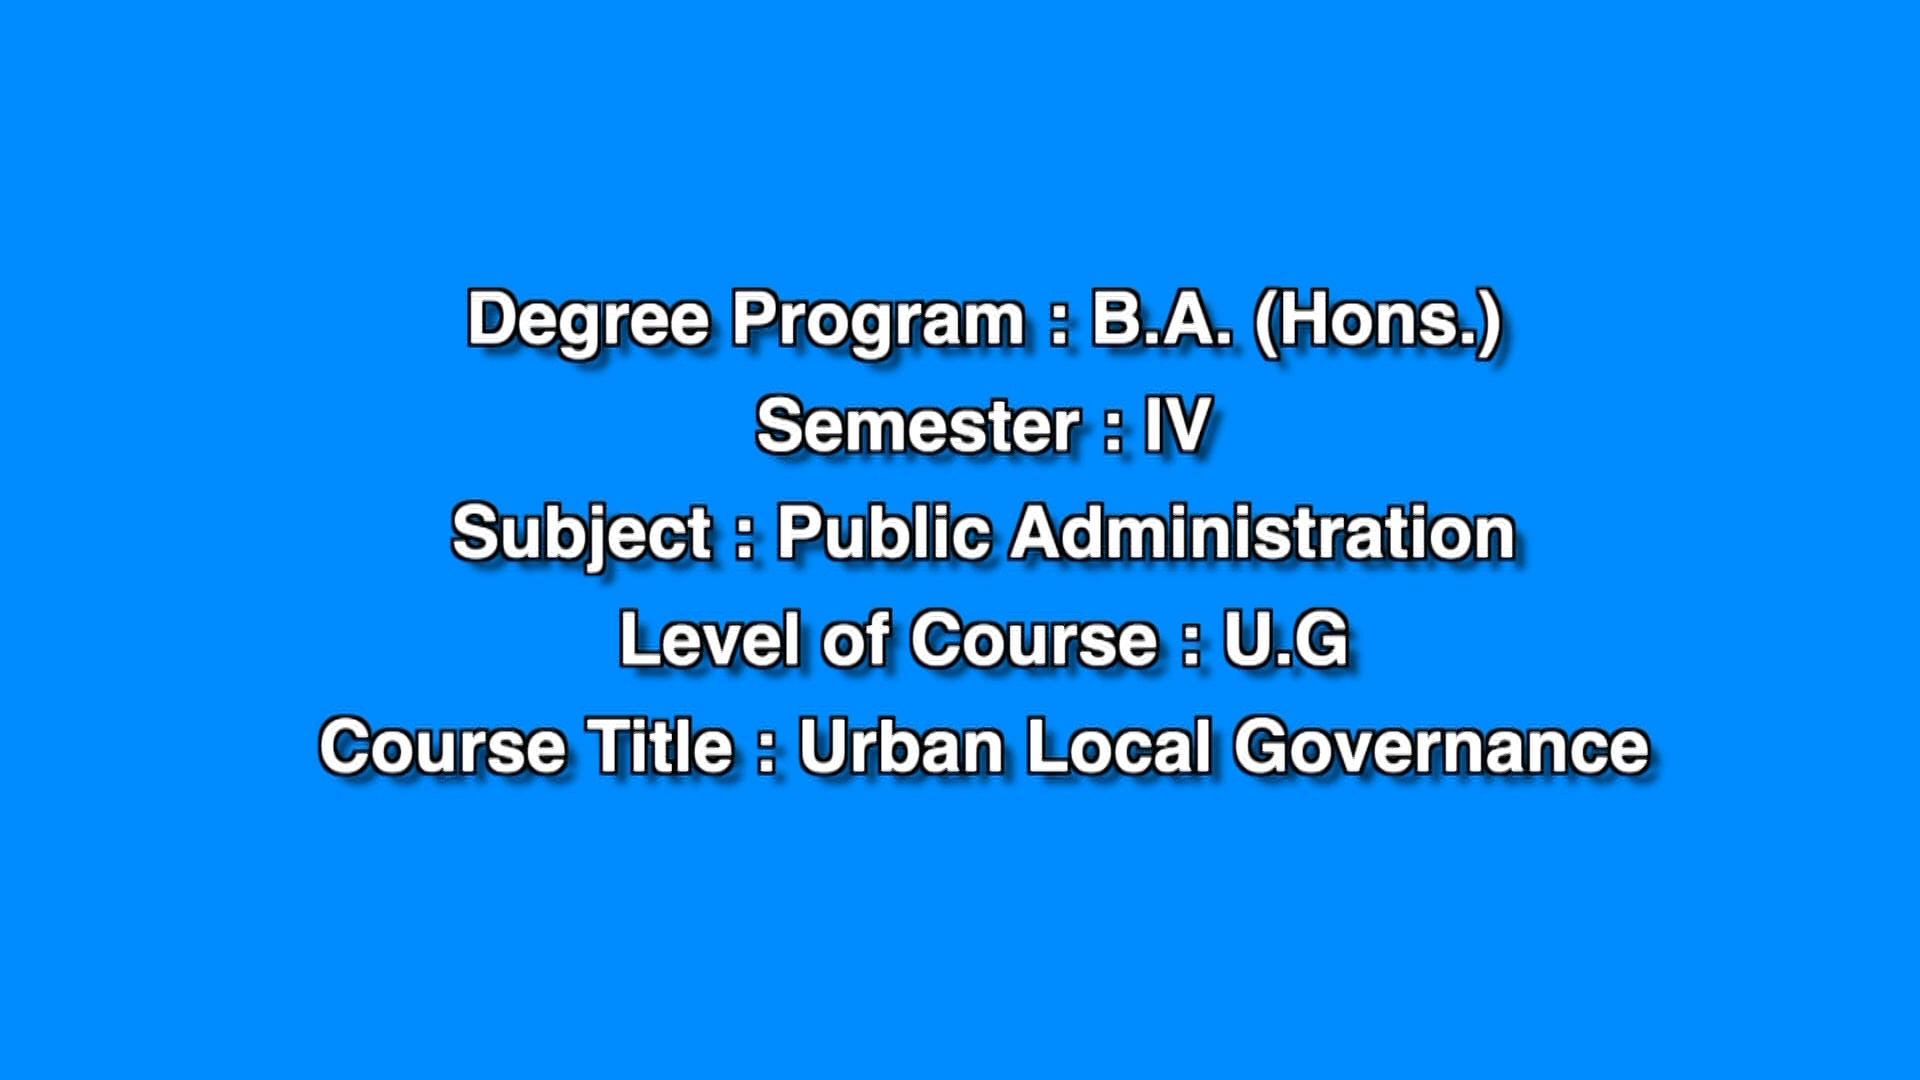 Degree Program : B.A. (Hons.)
Semester : IV
Subject : Public Administration
Level of Course : U.G
Course Title : Urban Local Governance